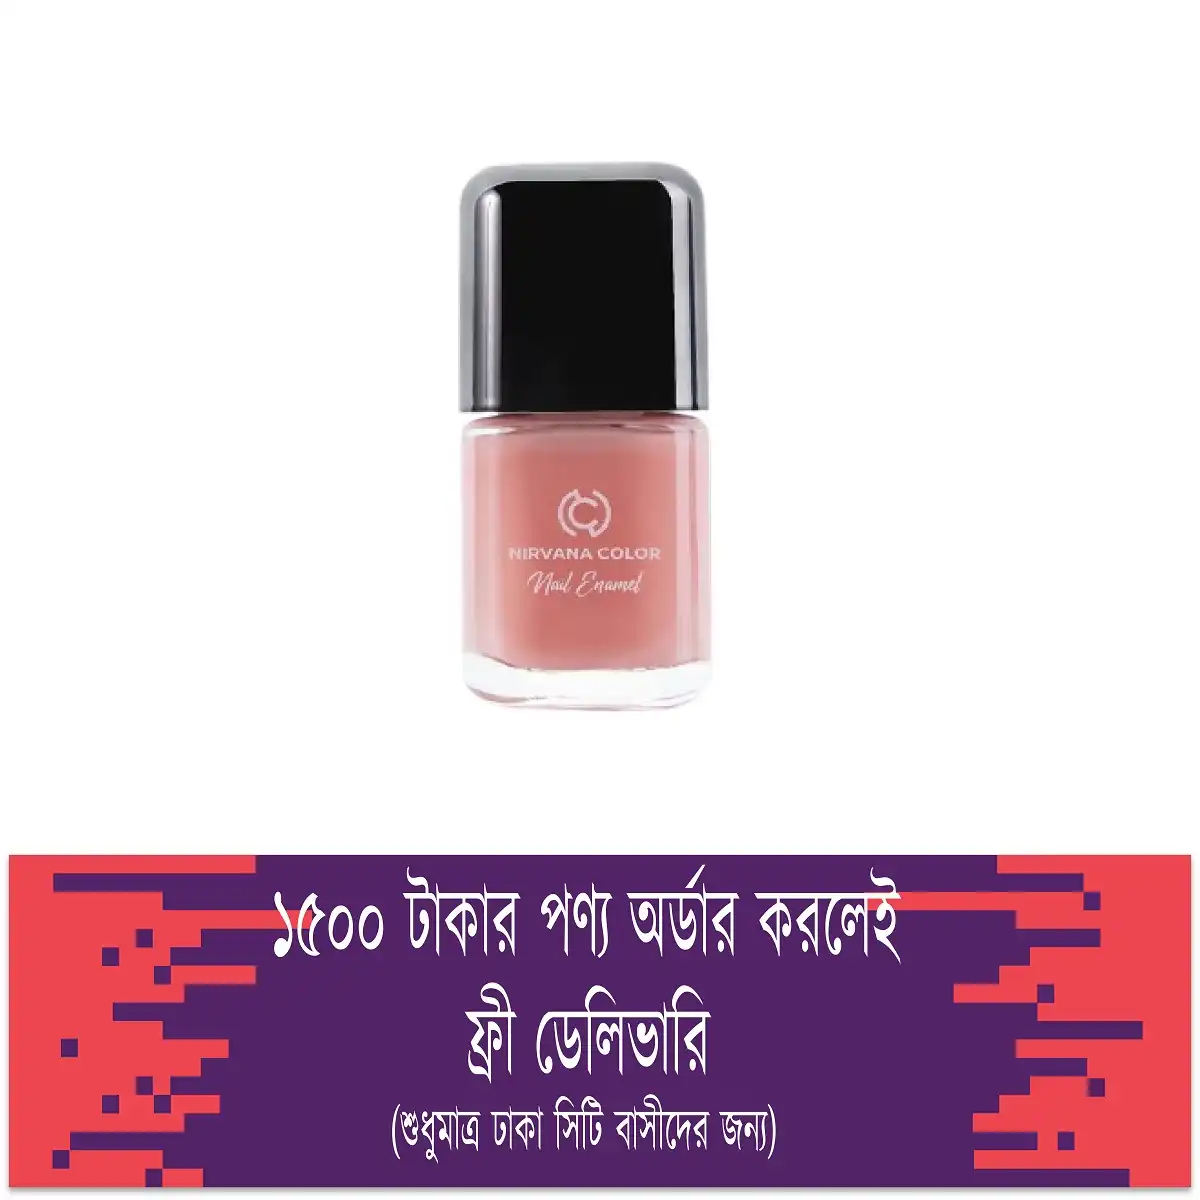 NIRVANA COLOR
Nail Enamel
১৫০০ টাকার পণ্য অর্ডার করলেই
ফ্রী ডেলিভারি
(শুধুমাত্র ঢাকা সিটি বাসীদের জন্য)